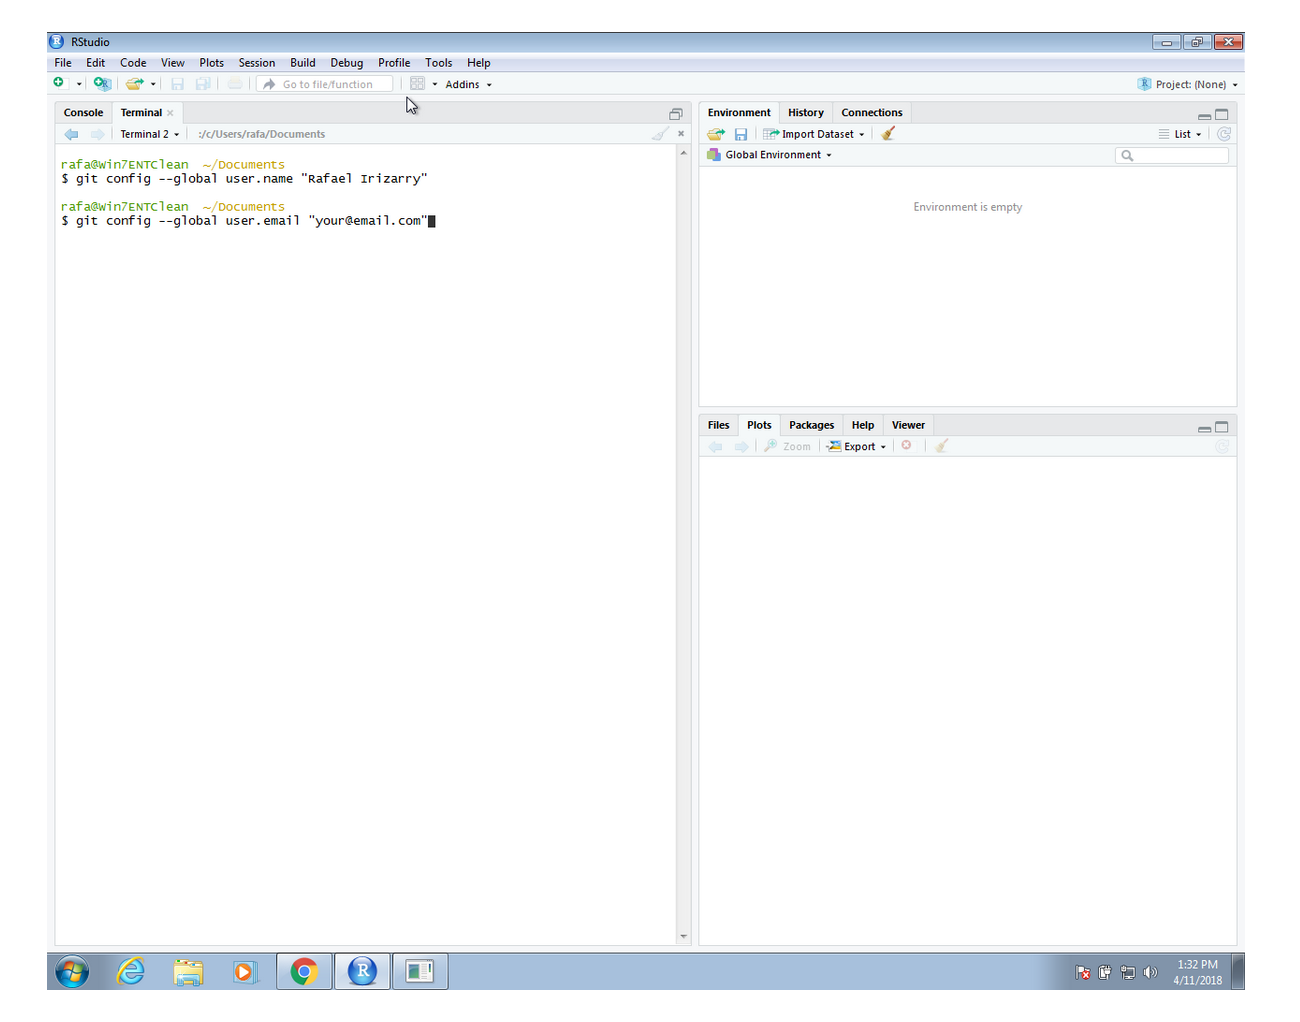 RStudio
File Edit Code View Plots Session Build Debug Profile Tools Help
Go to file/function Addins Project: (None)
Console Terminal
Terminal 2 :/c/Users/rafa/Documents
rafa@Win7ENTClean ~/Documents
$ git config --global user.name "Rafael Irizarry"
rafa@Win7ENTClean ~/Documents
$ git config --global user.email "your@email.com"
Environment History Connections
Import Dataset List
Global Environment
Environment is empty
Files Plots Packages Help Viewer
Zoom Export
1:32 PM
4/11/2018